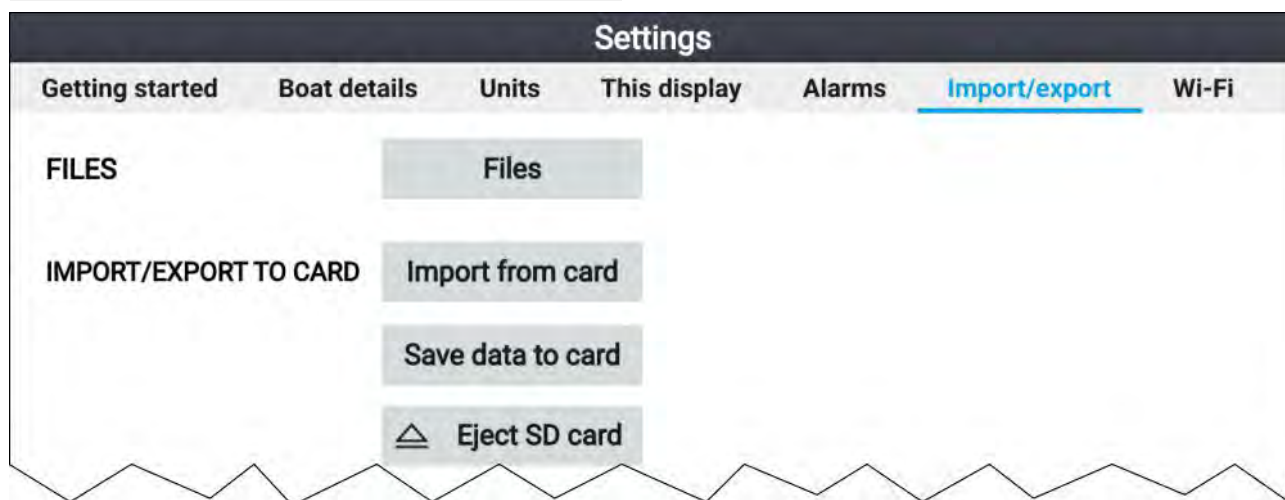 Settings
Getting started Boat details Units This display Alarms Import/export Wi-Fi
FILES Files
IMPORT/EXPORT TO CARD Import from card
Save data to card
Eject SD card